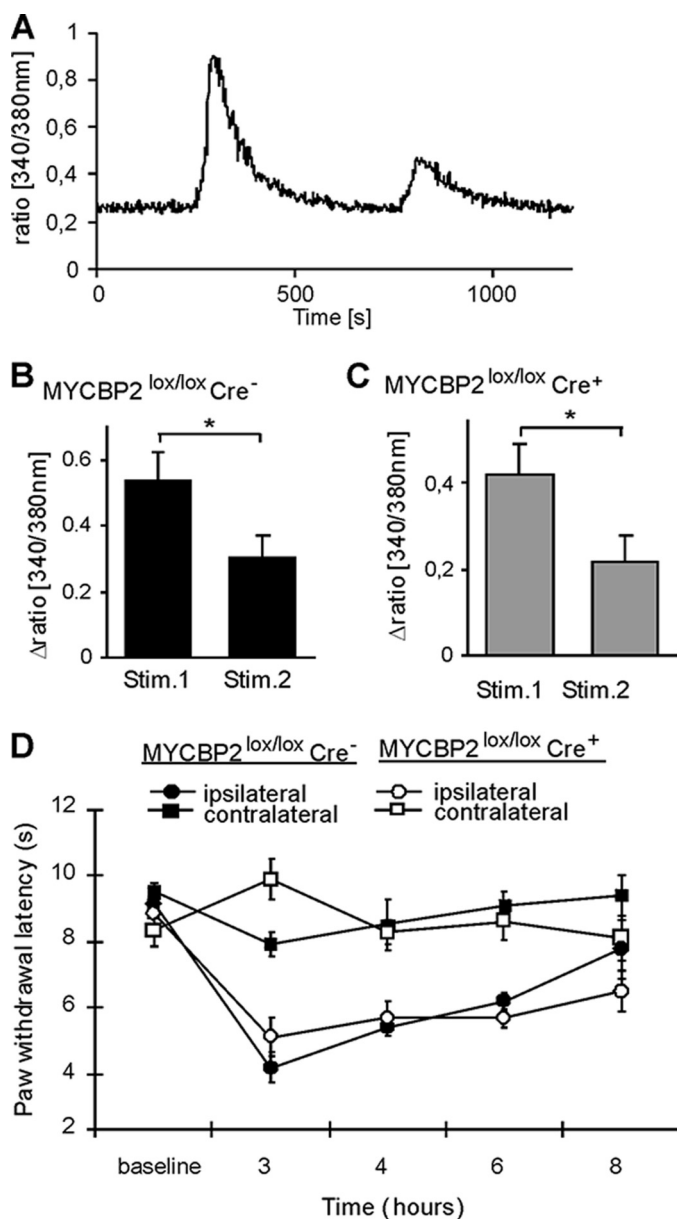 A
1
0,8
0,6
0,4
0,2
0
ratio [340/380nm]
0 500 1000
Time [s]
B
MYCBP2 lox/lox Cre-
*
0,6
0,4
0,2
0
Δratio [340/380nm]
Stim.1 Stim.2
C
MYCBP2 lox/lox Cre+
*
0,4
0,2
0
Δratio [340/380nm]
Stim.1 Stim.2
D
MYCBP2 lox/lox Cre- MYCBP2 lox/lox Cre+
ipsilateral ipsilateral
contralateral contralateral
12
10
8
6
4
2
Paw withdrawal latency (s)
baseline 3 4 6 8
Time (hours)